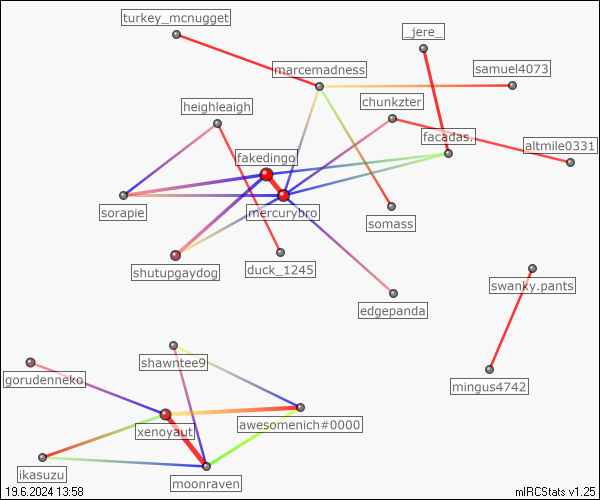 turkey_mcnugget
_jere_
marcemadness
samuel4073
heighleaigh
chunkzter
facadas.
altmile0331
fakedingo
sorapie
mercurybro
somass
shutupgaydog
duck_1245
swanky.pants
edgepanda
shawntee9
gorudenneko
mingus4742
awesomenich#0000
xenoyaut
ikasuzu
moonraven
19.6.2024 13:58
mIRCStats v1.25